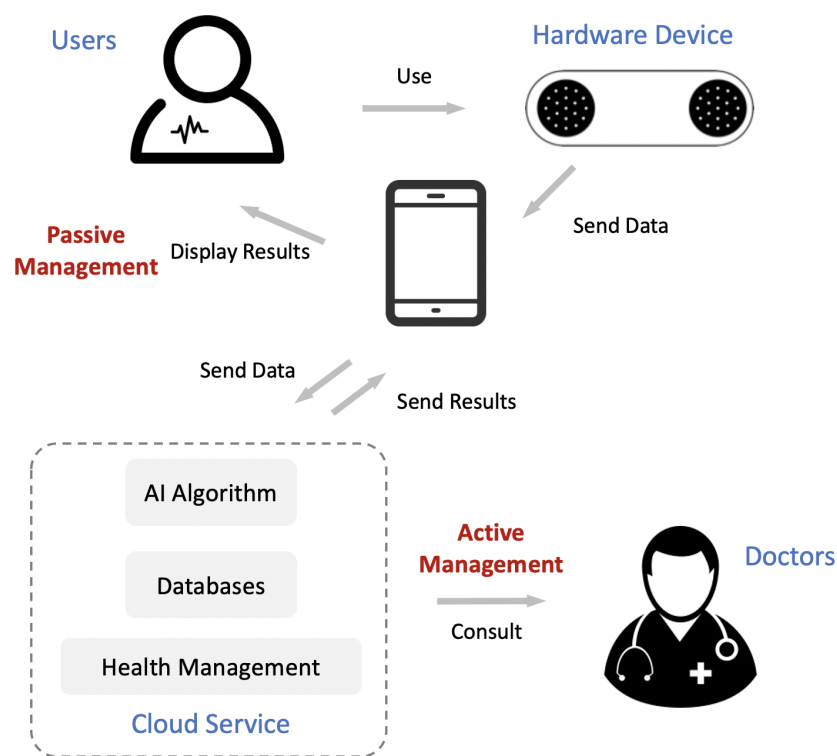 Users
Hardware Device
Use
Send Data
Passive
Management
Display Results
Send Data
Send Results
AI Algorithm
Databases
Health Management
Cloud Service
Active
Management
Consult
Doctors